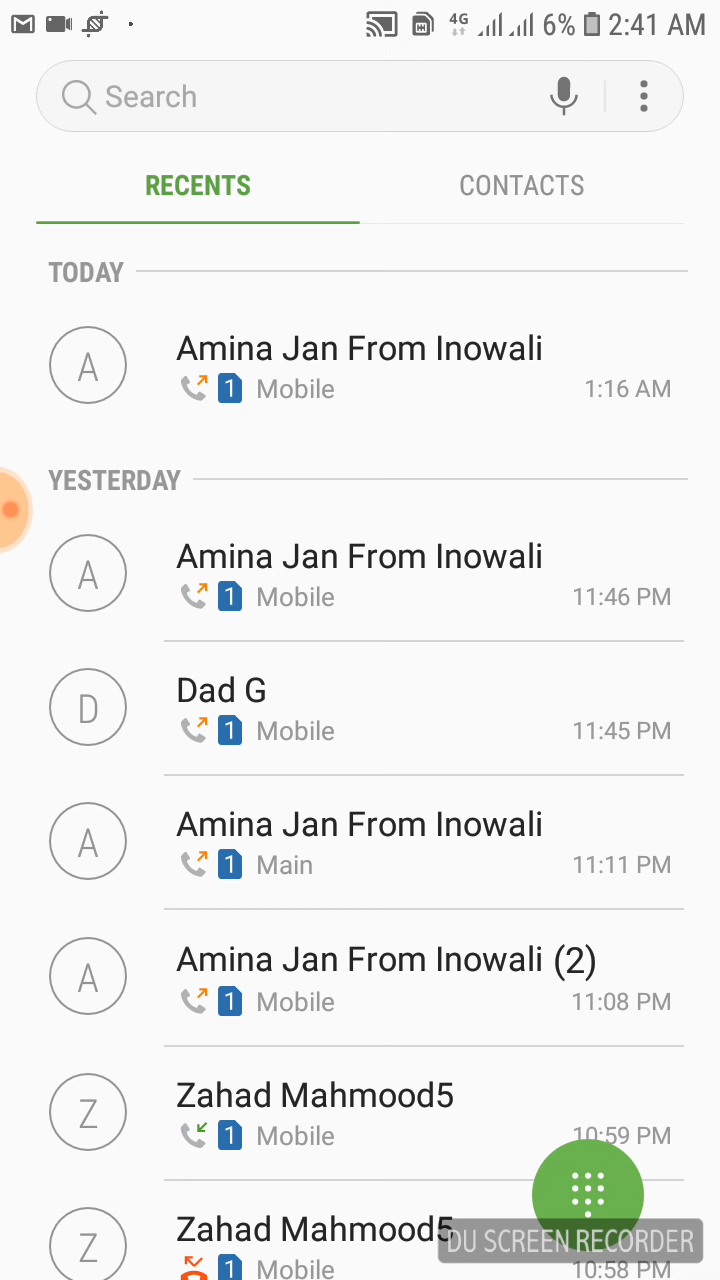 4G 6% 2:41 AM
Search
RECENTS CONTACTS
TODAY
A Amina Jan From Inowali
1 Mobile 1:16 AM
YESTERDAY
A Amina Jan From Inowali
1 Mobile 11:46 PM
D Dad G
1 Mobile 11:45 PM
A Amina Jan From Inowali
1 Main 11:11 PM
A Amina Jan From Inowali (2)
1 Mobile 11:08 PM
Z Zahad Mahmood5
1 Mobile 10:59 PM
Z Zahad Mahmood5
DU SCREEN RECORDER
1 Mobile 10:58 PM